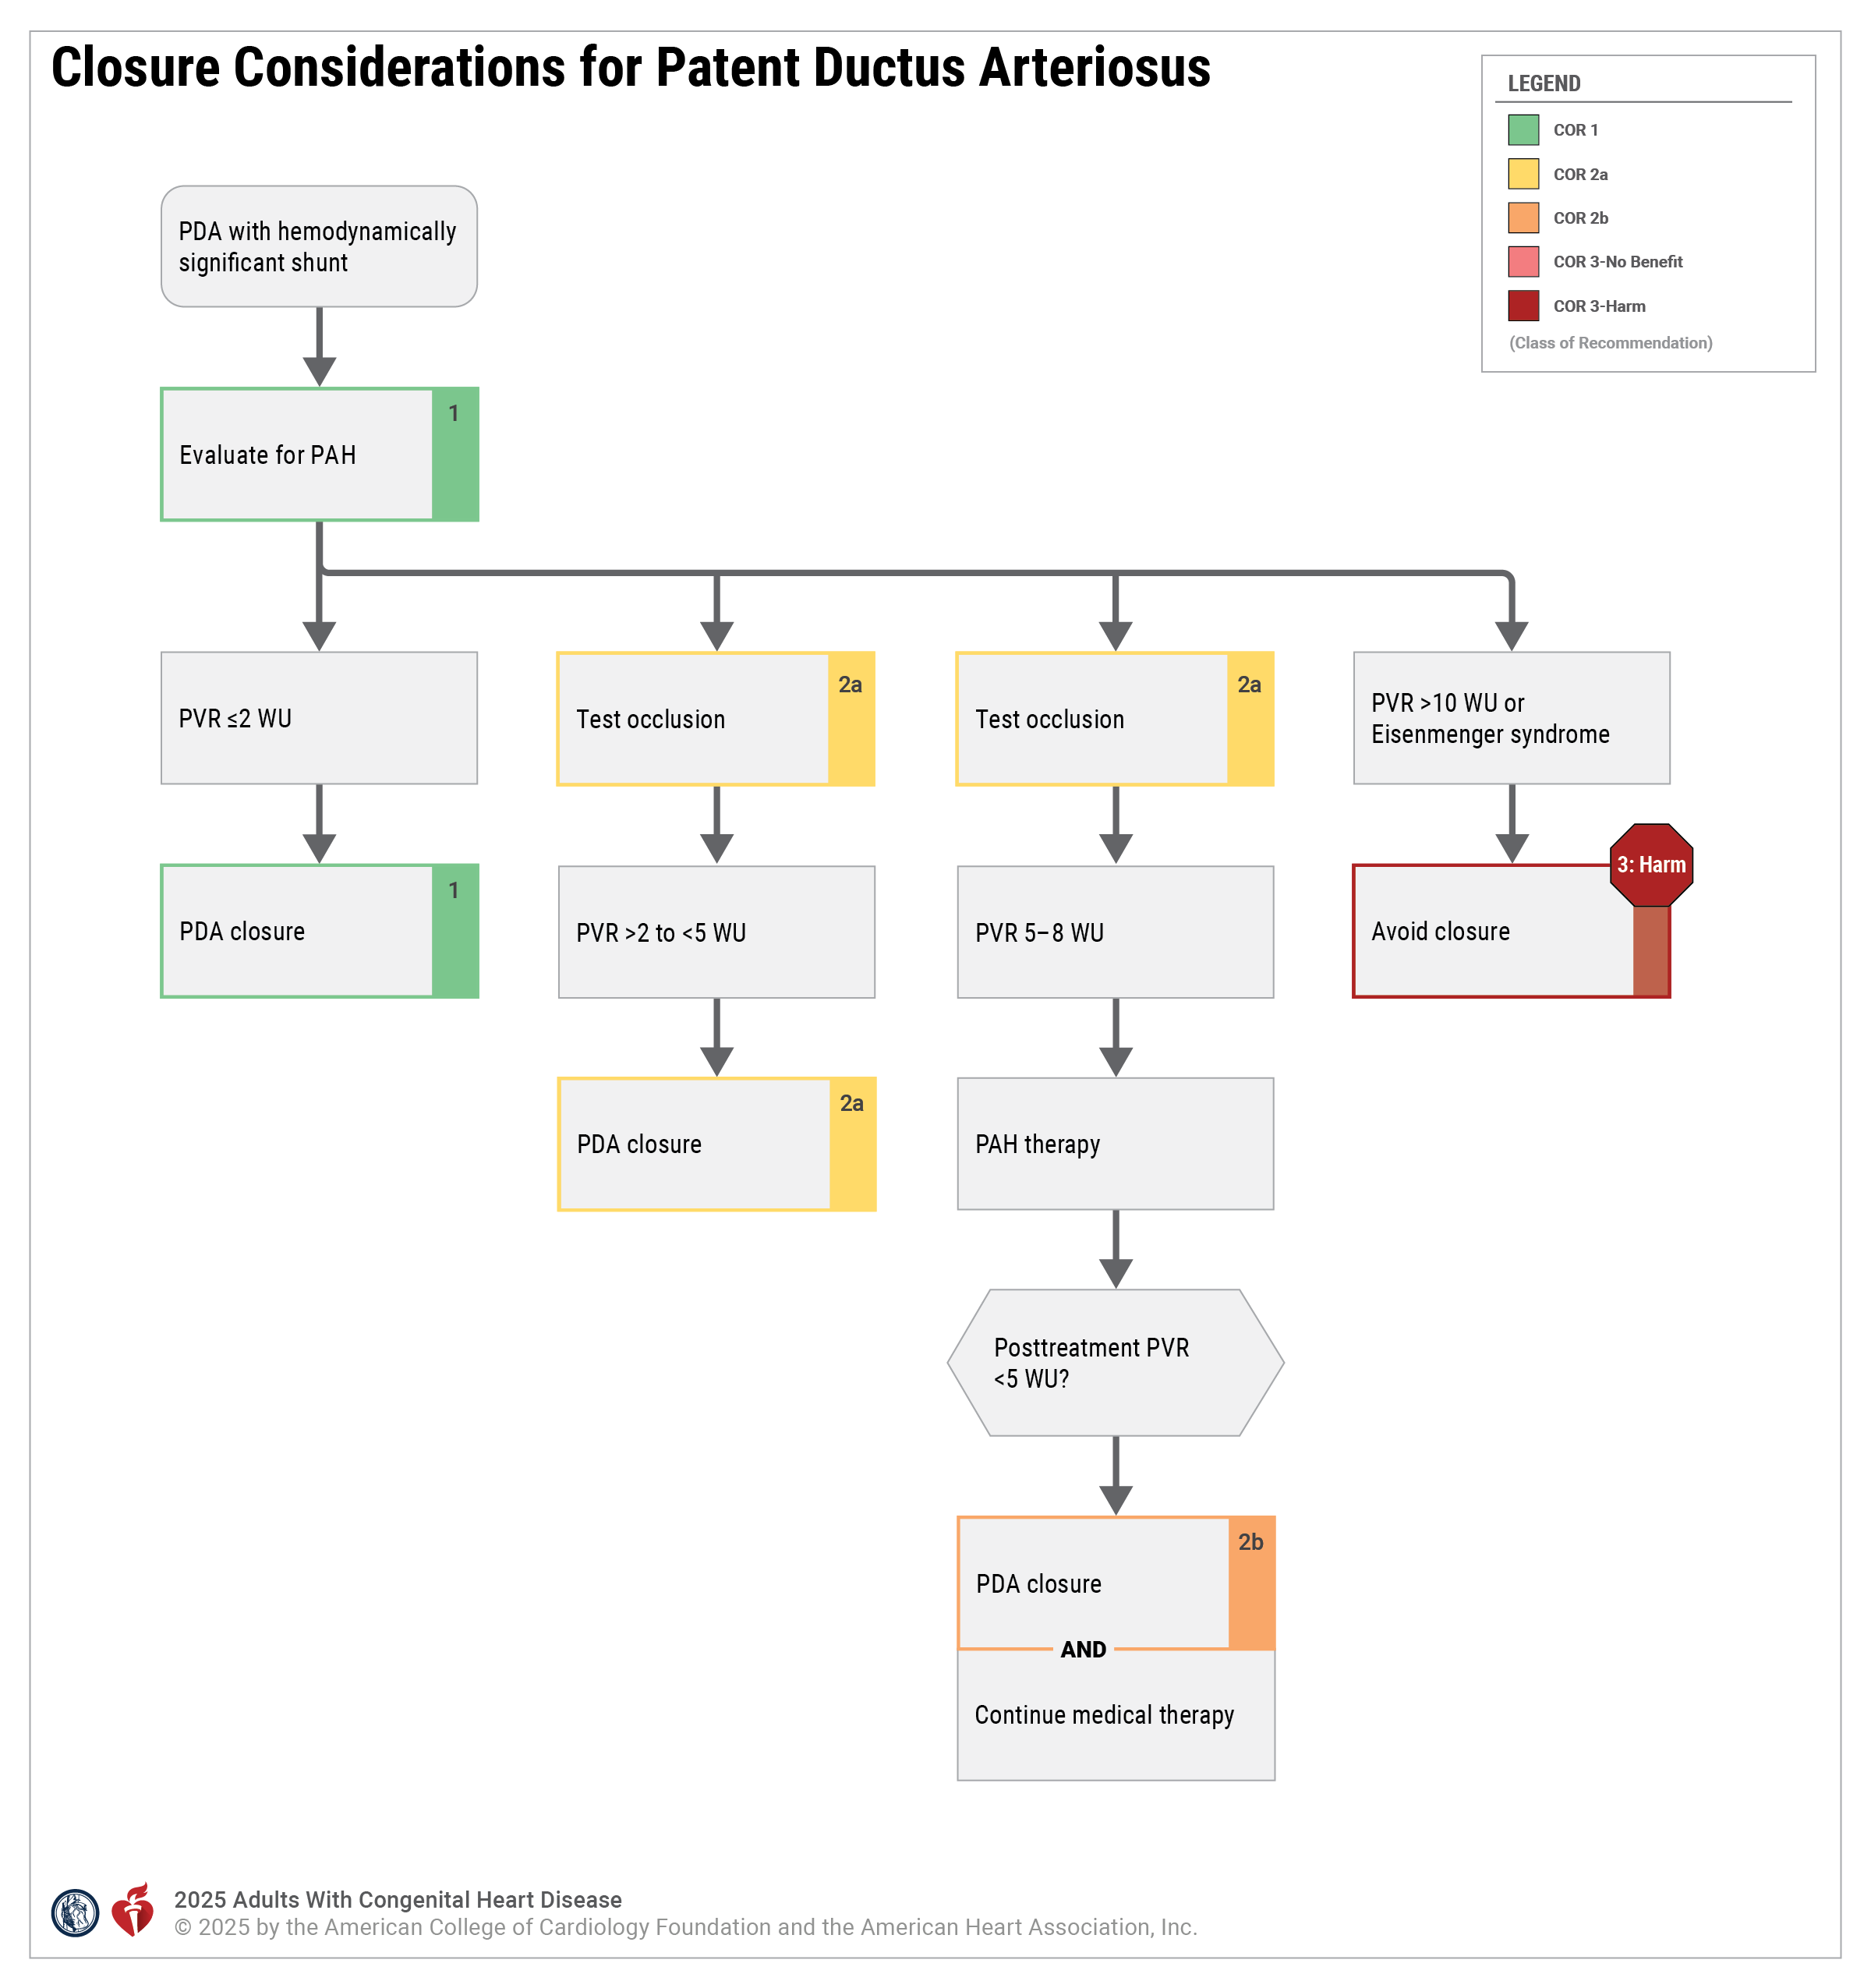 Closure Considerations for Patent Ductus Arteriosus
LEGEND
COR 1
COR 2a
COR 2b
COR 3-No Benefit
COR 3-Harm
(Class of Recommendation)
PDA with hemodynamically
significant shunt
1
Evaluate for PAH
PVR ≤2 WU
2a
Test occlusion
2a
Test occlusion
PVR >10 WU or
Eisenmenger syndrome
1
PDA closure
PVR >2 to <5 WU
PVR 5–8 WU
3: Harm
Avoid closure
2a
PDA closure
PAH therapy
Posttreatment PVR
<5 WU?
2b
PDA closure
AND
Continue medical therapy
2025 Adults With Congenital Heart Disease
© 2025 by the American College of Cardiology Foundation and the American Heart Association, Inc.